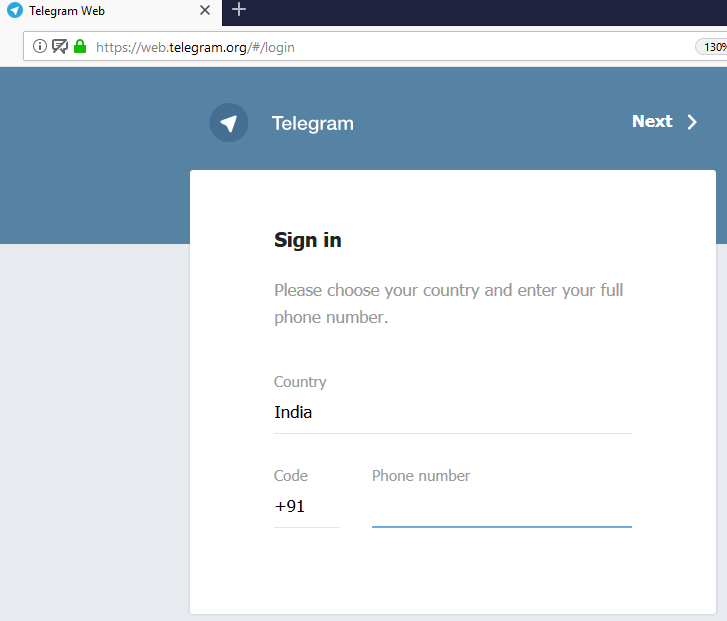 Telegram Web
https://web.telegram.org/#/login
130%
Telegram
Next
Sign in
Please choose your country and enter your full
phone number.
Country
India
Code
Phone number
+91